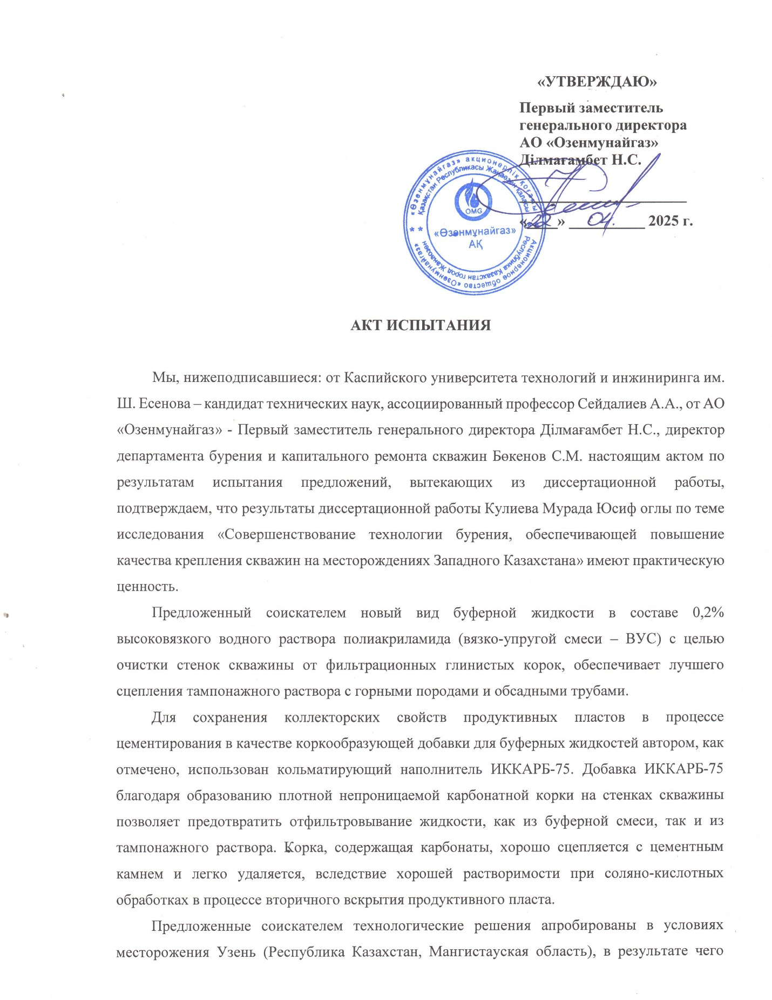 «УТВЕРЖДАЮ»
Первый заместитель
генерального директора
АО «Озенмунайгаз»
Ділмағамбет Н.С.
«22» 04. 2025 г.
«Өзенмұнайгаз» акционерлік қоғамы
Қазақстан Республикасы Жаңаөзен қаласы
OMG
«Өзенмұнайгаз»
АҚ
Республика Казахстан город Жанаозен
Акционерное общество «Озенмунайгаз»
АКТ ИСПЫТАНИЯ
Мы, нижеподписавшиеся: от Каспийского университета технологий и инжиниринга им.
Ш. Есенова – кандидат технических наук, ассоциированный профессор Сейдалиев А.А., от АО
«Озенмунайгаз» - Первый заместитель генерального директора Ділмағамбет Н.С., директор
департамента бурения и капитального ремонта скважин Бөкенов С.М. настоящим актом по
результатам испытания предложений, вытекающих из диссертационной работы,
подтверждаем, что результаты диссертационной работы Кулиева Мурада Юсиф оглы по теме
исследования «Совершенствование технологии бурения, обеспечивающей повышение
качества крепления скважин на месторождениях Западного Казахстана» имеют практическую
ценность.
Предложенный соискателем новый вид буферной жидкости в составе 0,2%
высоковязкого водного раствора полиакриламида (вязко-упругой смеси – ВУС) с целью
очистки стенок скважины от фильтрационных глинистых корок, обеспечивает лучшего
сцепления тампонажного раствора с горными породами и обсадными трубами.
Для сохранения коллекторских свойств продуктивных пластов в процессе
цементирования в качестве коркообразующей добавки для буферных жидкостей автором, как
отмечено, использован кольматирующий наполнитель ИККАРБ-75. Добавка ИККАРБ-75
благодаря образованию плотной непроницаемой карбонатной корки на стенках скважины
позволяет предотвратить отфильтровывание жидкости, как из буферной смеси, так и из
тампонажного раствора. Корка, содержащая карбонаты, хорошо сцепляется с цементным
камнем и легко удаляется, вследствие хорошей растворимости при соляно-кислотных
обработках в процессе вторичного вскрытия продуктивного пласта.
Предложенные соискателем технологические решения апробированы в условиях
месторожения Узень (Республика Казахстан, Мангистауская область), в результате чего